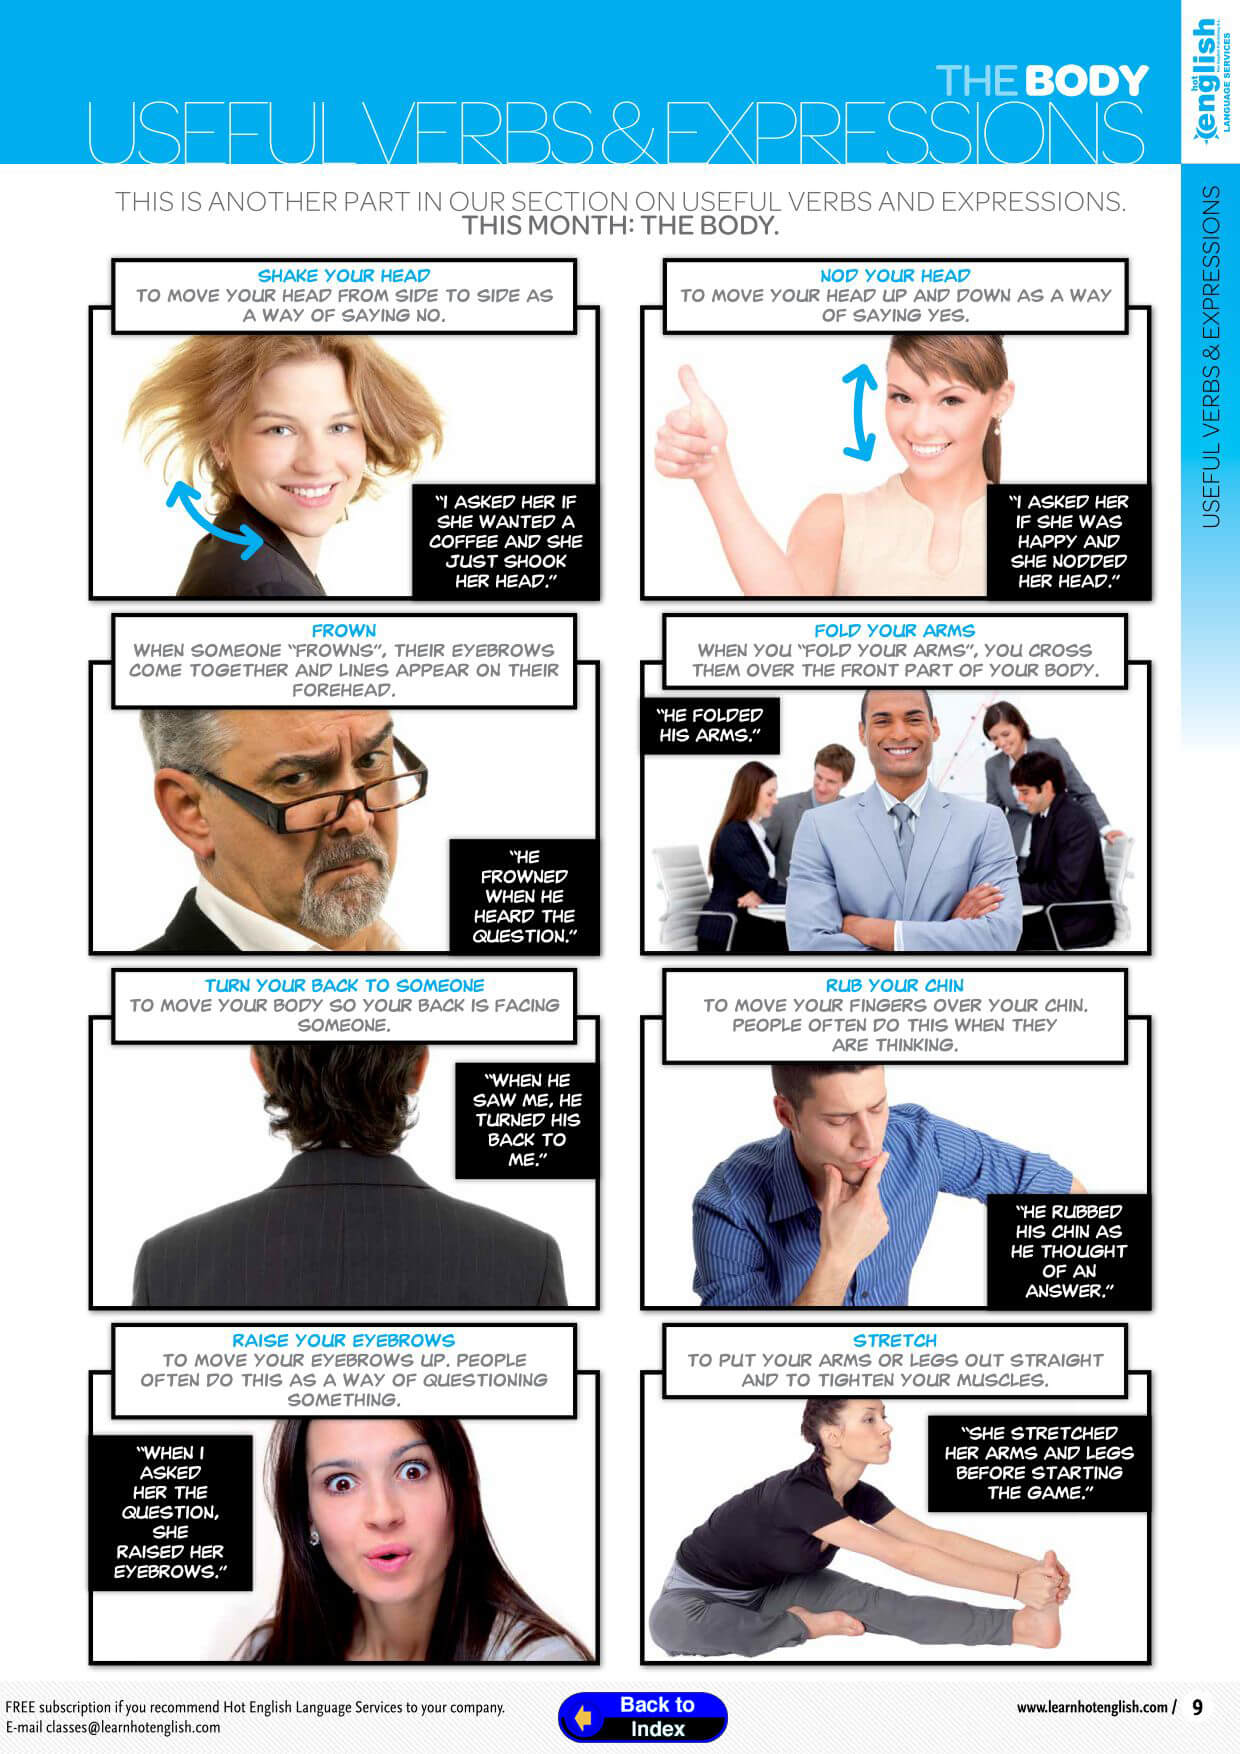 THE BODY
USEFUL VERBS & EXPRESSIONS
hot
english
LANGUAGE SERVICES
USEFUL VERBS & EXPRESSIONS
THIS IS ANOTHER PART IN OUR SECTION ON USEFUL VERBS AND EXPRESSIONS.
THIS MONTH: THE BODY.
SHAKE YOUR HEAD
TO MOVE YOUR HEAD FROM SIDE TO SIDE AS
A WAY OF SAYING NO.
"I ASKED HER IF
SHE WANTED A
COFFEE AND SHE
JUST SHOOK
HER HEAD."
NOD YOUR HEAD
TO MOVE YOUR HEAD UP AND DOWN AS A WAY
OF SAYING YES.
"I ASKED HER
IF SHE WAS
HAPPY AND
SHE NODDED
HER HEAD."
FROWN
WHEN SOMEONE "FROWNS", THEIR EYEBROWS
COME TOGETHER AND LINES APPEAR ON THEIR
FOREHEAD.
"HE
FROWNED
WHEN HE
HEARD THE
QUESTION."
FOLD YOUR ARMS
WHEN YOU "FOLD YOUR ARMS", YOU CROSS
THEM OVER THE FRONT PART OF YOUR BODY.
"HE FOLDED
HIS ARMS."
TURN YOUR BACK TO SOMEONE
TO MOVE YOUR BODY SO YOUR BACK IS FACING
SOMEONE.
"WHEN HE
SAW ME, HE
TURNED HIS
BACK TO
ME."
RUB YOUR CHIN
TO MOVE YOUR FINGERS OVER YOUR CHIN.
PEOPLE OFTEN DO THIS WHEN THEY
ARE THINKING.
"HE RUBBED
HIS CHIN AS
HE THOUGHT
OF AN
ANSWER."
RAISE YOUR EYEBROWS
TO MOVE YOUR EYEBROWS UP. PEOPLE
OFTEN DO THIS AS A WAY OF QUESTIONING
SOMETHING.
"WHEN I
ASKED
HER THE
QUESTION,
SHE
RAISED HER
EYEBROWS."
STRETCH
TO PUT YOUR ARMS OR LEGS OUT STRAIGHT
AND TO TIGHTEN YOUR MUSCLES.
"SHE STRETCHED
HER ARMS AND LEGS
BEFORE STARTING
THE GAME."
FREE subscription if you recommend Hot English Language Services to your company.
E-mail classes@learnhotenglish.com
Back to
Index
www.learnhotenglish.com / 9